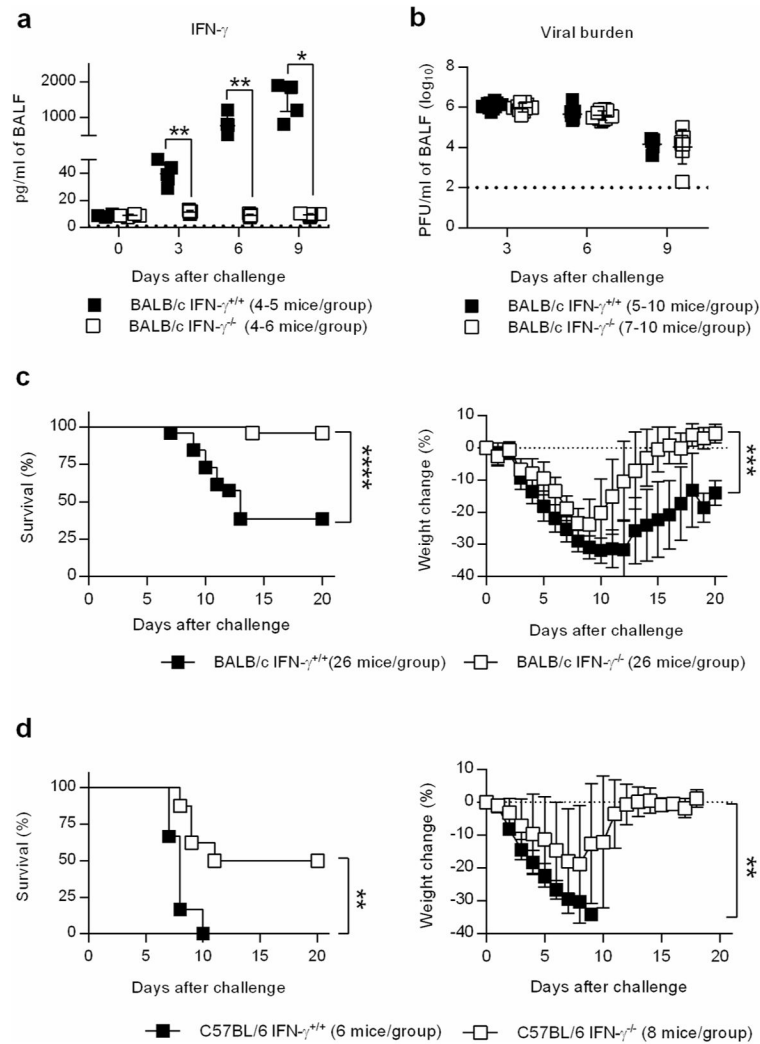 a
IFN-γ
pg/ml of BALF
2000
1000
40
20
0
**
**
*
0 3 6 9
Days after challenge
BALB/c IFN-γ+/+ (4-5 mice/group)
BALB/c IFN-γ-/- (4-6 mice/group)
b
Viral burden
PFU/ml of BALF (log10)
10
8
6
4
2
0
3 6 9
Days after challenge
BALB/c IFN-γ+/+ (5-10 mice/group)
BALB/c IFN-γ-/- (7-10 mice/group)
c
Survival (%)
100
75
50
25
0
0 5 10 15 20
Days after challenge
****
Weight change (%)
10
0
-10
-20
-30
-40
0 5 10 15 20
Days after challenge
***
BALB/c IFN-γ+/+(26 mice/group) BALB/c IFN-γ-/- (26 mice/group)
d
Survival (%)
100
75
50
25
0
0 5 10 15 20
Days after challenge
**
Weight change (%)
10
0
-10
-20
-30
-40
0 5 10 15 20
Days after challenge
**
C57BL/6 IFN-γ+/+ (6 mice/group) C57BL/6 IFN-γ-/- (8 mice/group)